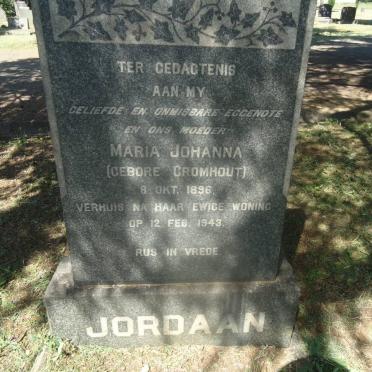 TER GEDAGTENIS
AAN MY
GELIEFDE EN ONMISBARE EGGENOTE
EN ONS MOEDER
MARIA JOHANNA
(GEBORE CROMHOUT)
8. OKT. 1896.
VERHUIS NA HAAR EWIGE WONING
OP 12. FEB. 1943.
RUS IN VREDE
JORDAAN